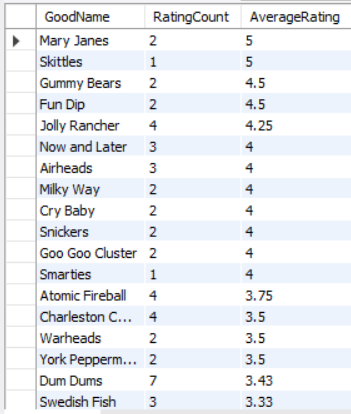 GoodName RatingCount AverageRating
Mary Janes 2 5
Skittles 1 5
Gummy Bears 2 4.5
Fun Dip 2 4.5
Jolly Rancher 4 4.25
Now and Later 3 4
Airheads 3 4
Milky Way 2 4
Cry Baby 2 4
Snickers 2 4
Goo Goo Cluster 2 4
Smarties 1 4
Atomic Fireball 4 3.75
Charleston C... 4 3.5
Warheads 2 3.5
York Pepperm... 2 3.5
Dum Dums 7 3.43
Swedish Fish 3 3.33